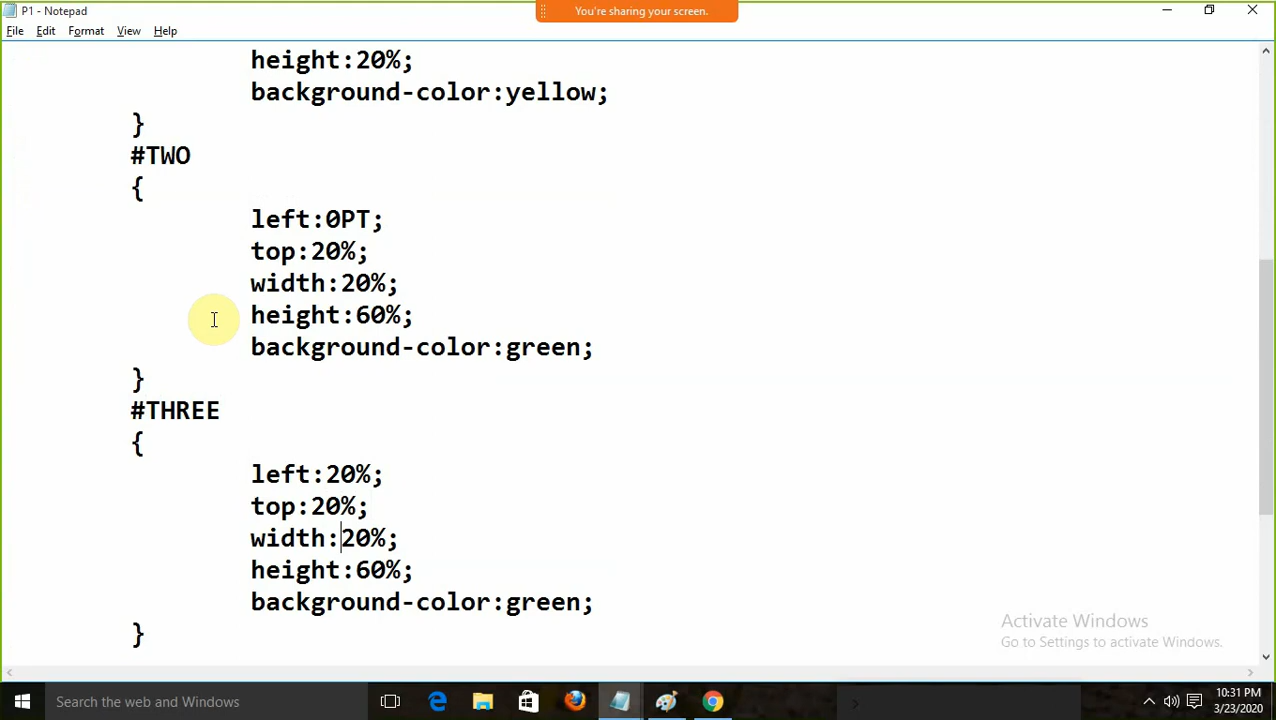 P1 - Notepad
You're sharing your screen.
File Edit Format View Help
height:20%;
background-color:yellow;
}
#TWO
{
left:0PT;
top:20%;
width:20%;
height:60%;
background-color:green;
}
#THREE
{
left:20%;
top:20%;
width:20%;
height:60%;
background-color:green;
}
Activate Windows
Go to Settings to activate Windows.
Search the web and Windows
10:31 PM
3/23/2020